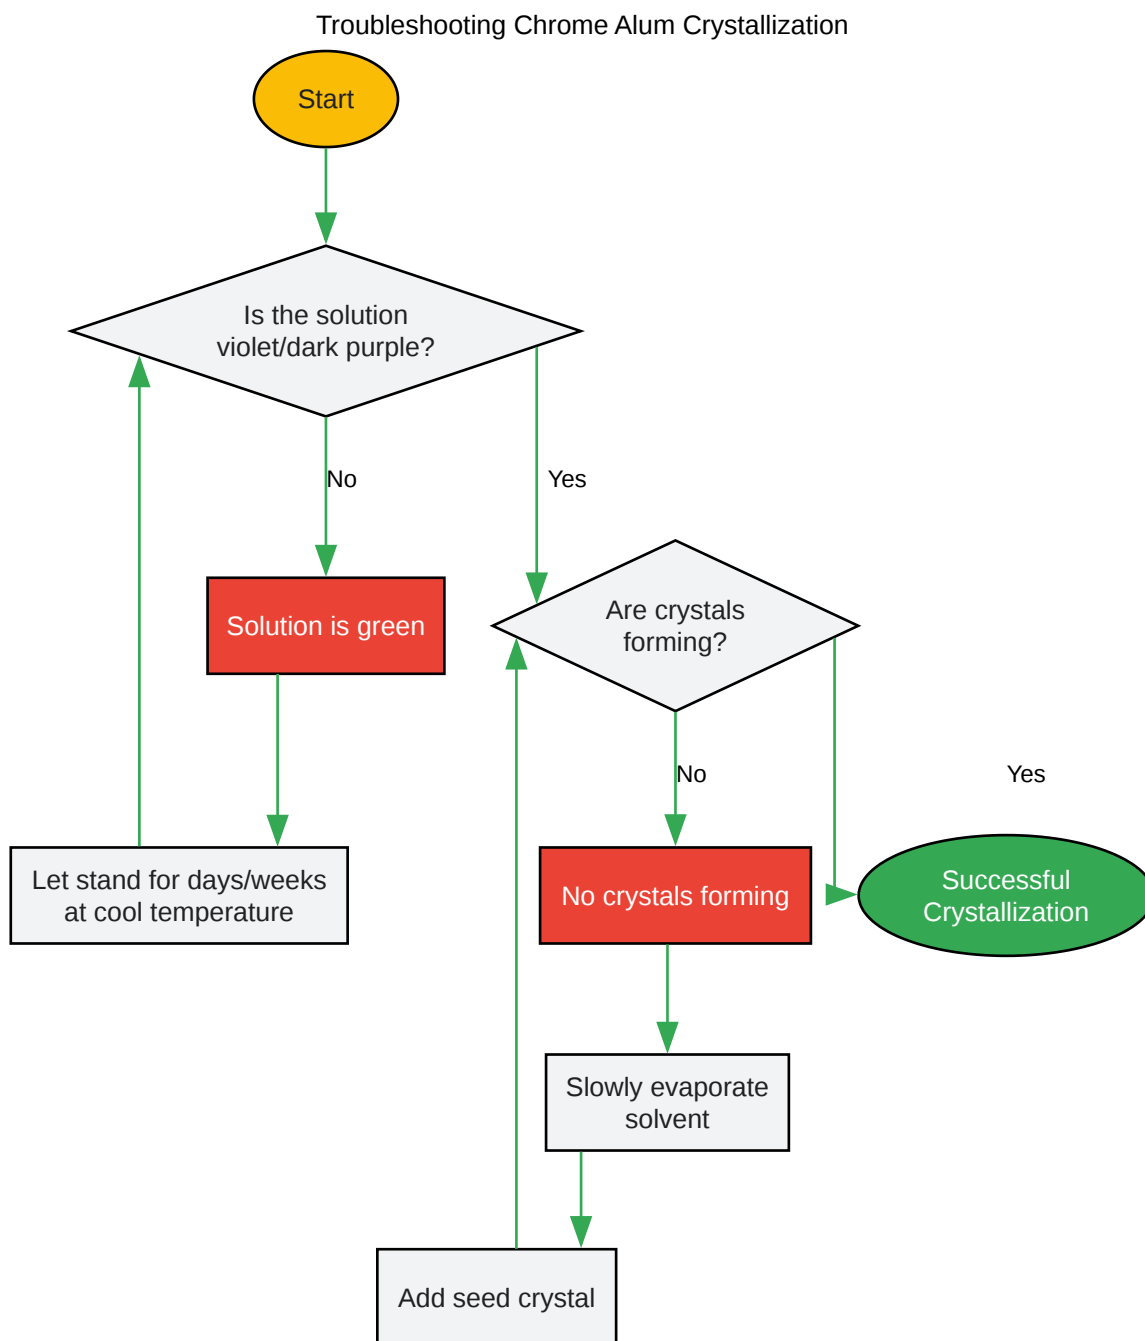 Troubleshooting Chrome Alum Crystallization
Start
Is the solution
violet/dark purple?
No
Yes
Solution is green
Are crystals
forming?
No
Yes
Let stand for days/weeks
at cool temperature
No crystals forming
Successful
Crystallization
Slowly evaporate
solvent
Add seed crystal